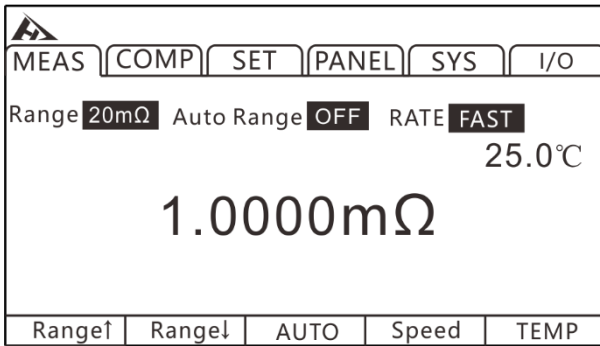 MEAS COMP SET PANEL SYS I/O
Range 20mΩ Auto Range OFF RATE FAST
25.0℃
1.0000mΩ
Range↑ Range↓ AUTO Speed TEMP